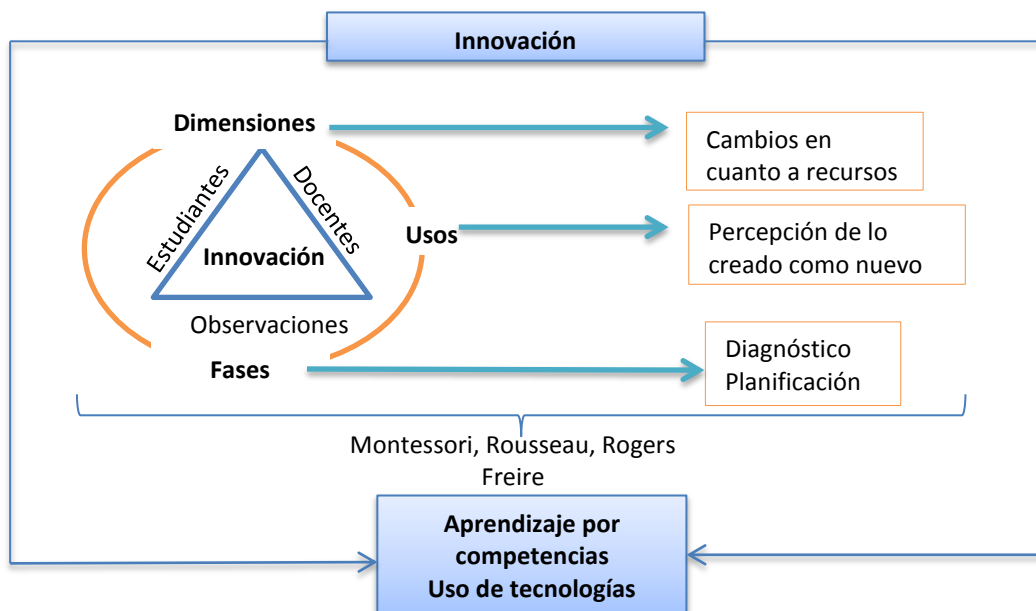 Innovación
Dimensiones
Cambios en
cuanto a recursos
Estudiantes
Docentes
Innovación
Usos
Percepción de lo
creado como nuevo
Observaciones
Fases
Diagnóstico
Planificación
Montessori, Rousseau, Rogers
Freire
Aprendizaje por
competencias
Uso de tecnologías